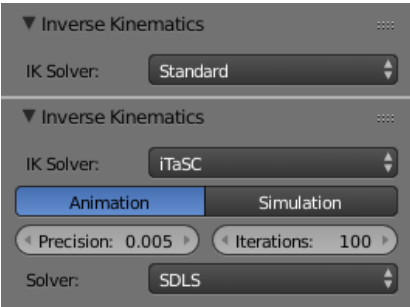 Inverse Kinematics
IK Solver: Standard
Inverse Kinematics
IK Solver: iTaSC
Animation Simulation
Precision: 0.005 Iterations: 100
Solver: SDLS